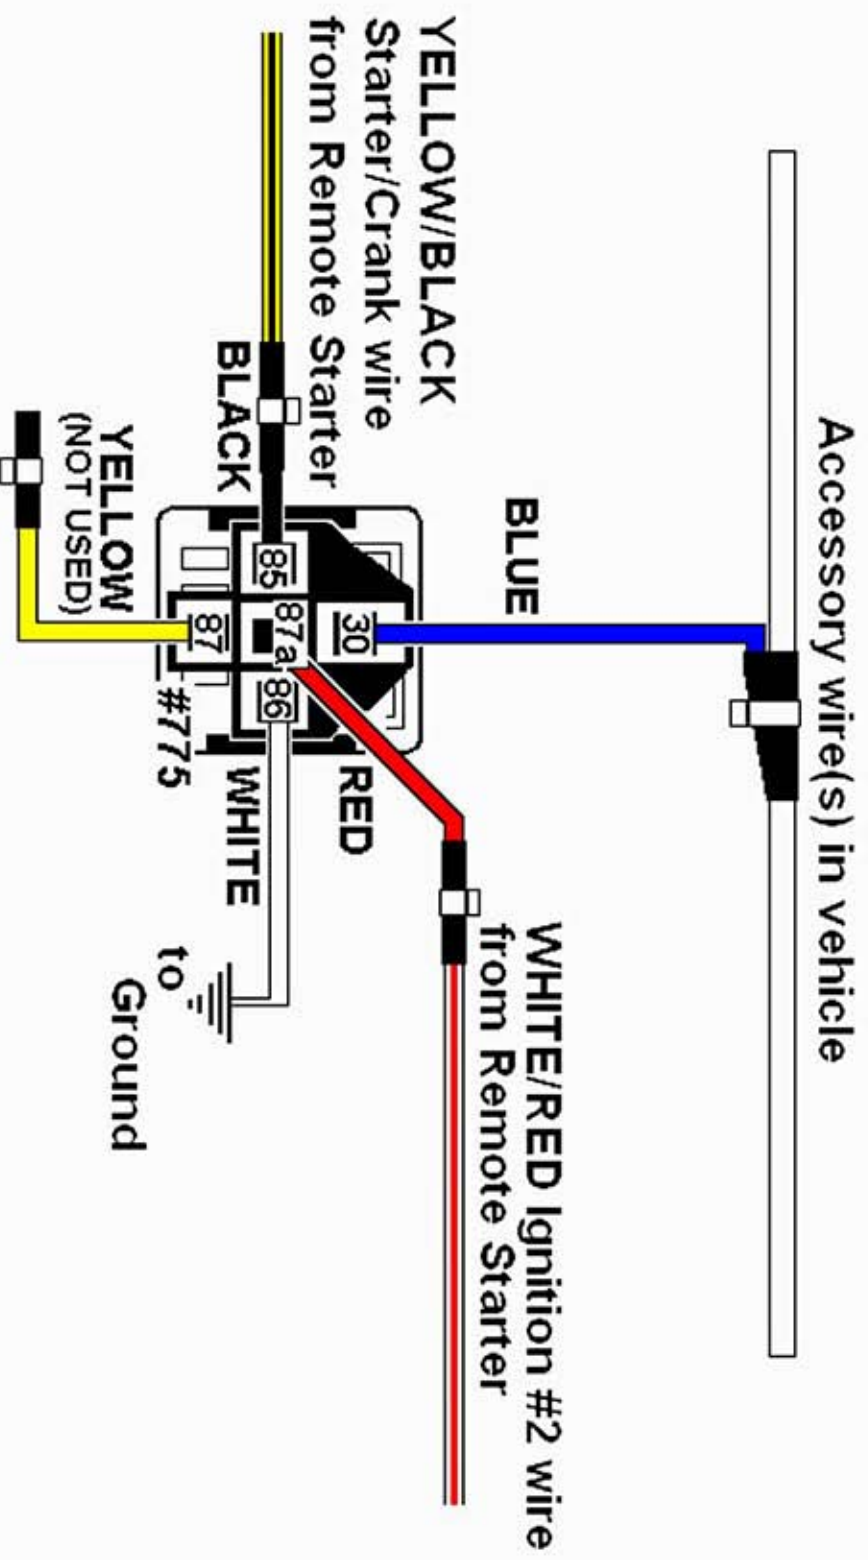 Accessory wire(s) in vehicle
YELLOW/BLACK
Starter/Crank wire
from Remote Starter
BLUE
WHITE/RED Ignition #2 wire
from Remote Starter
BLACK
RED
30
85
87a
86
87
#775
WHITE
YELLOW
(NOT USED)
to
Ground